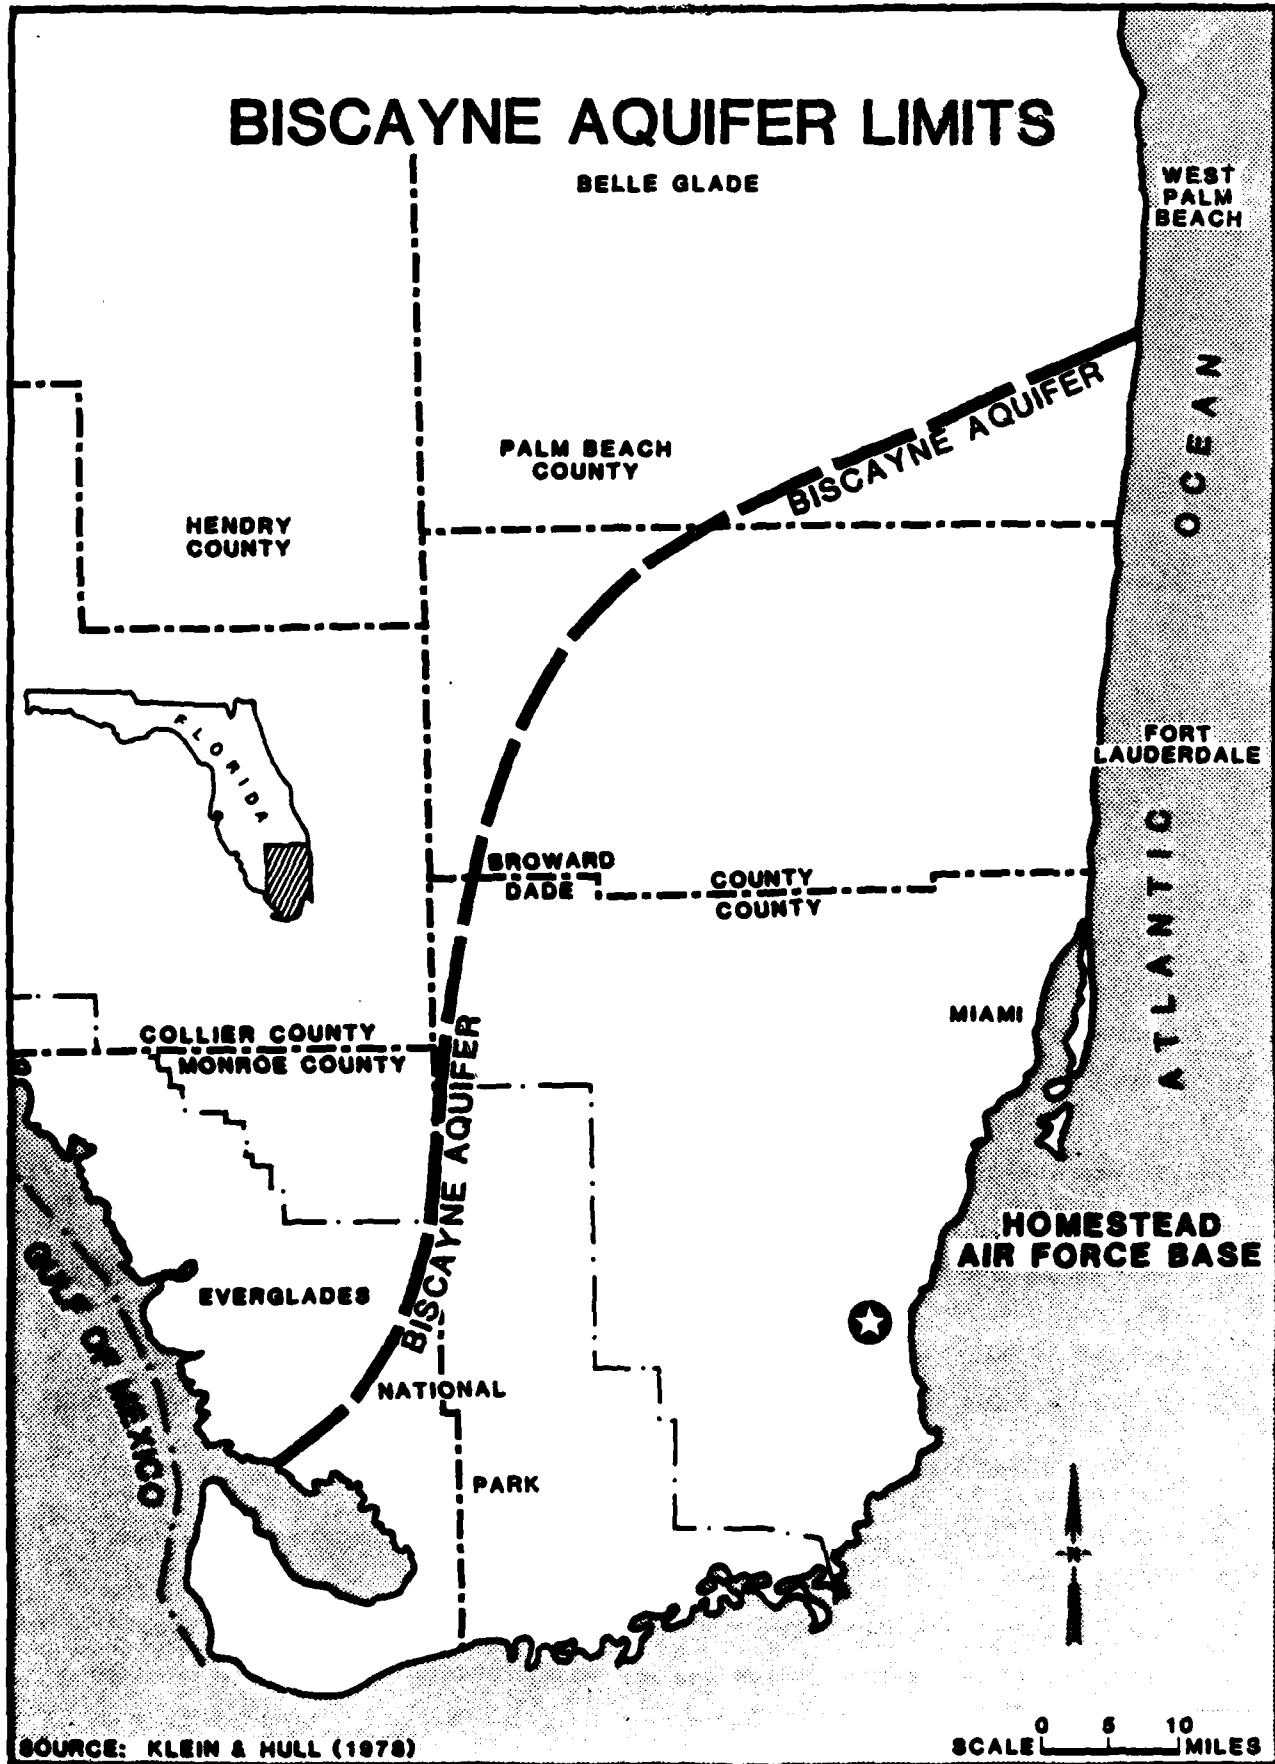 BISCAYNE AQUIFER LIMITS
BELLE GLADE
WEST
PALM
BEACH
ATLANTIC OCEAN
BISCAYNE AQUIFER
PALM BEACH
COUNTY
HENDRY
COUNTY
FLORIDA
FORT
LAUDERDALE
BROWARD COUNTY
DADE COUNTY
MIAMI
COLLIER COUNTY
MONROE COUNTY
BISCAYNE AQUIFER
HOMESTEAD
AIR FORCE BASE
GULF OF MEXICO
EVERGLADES
NATIONAL
PARK
N
SOURCE: KLEIN & HULL (1978)
0 5 10
SCALE MILES